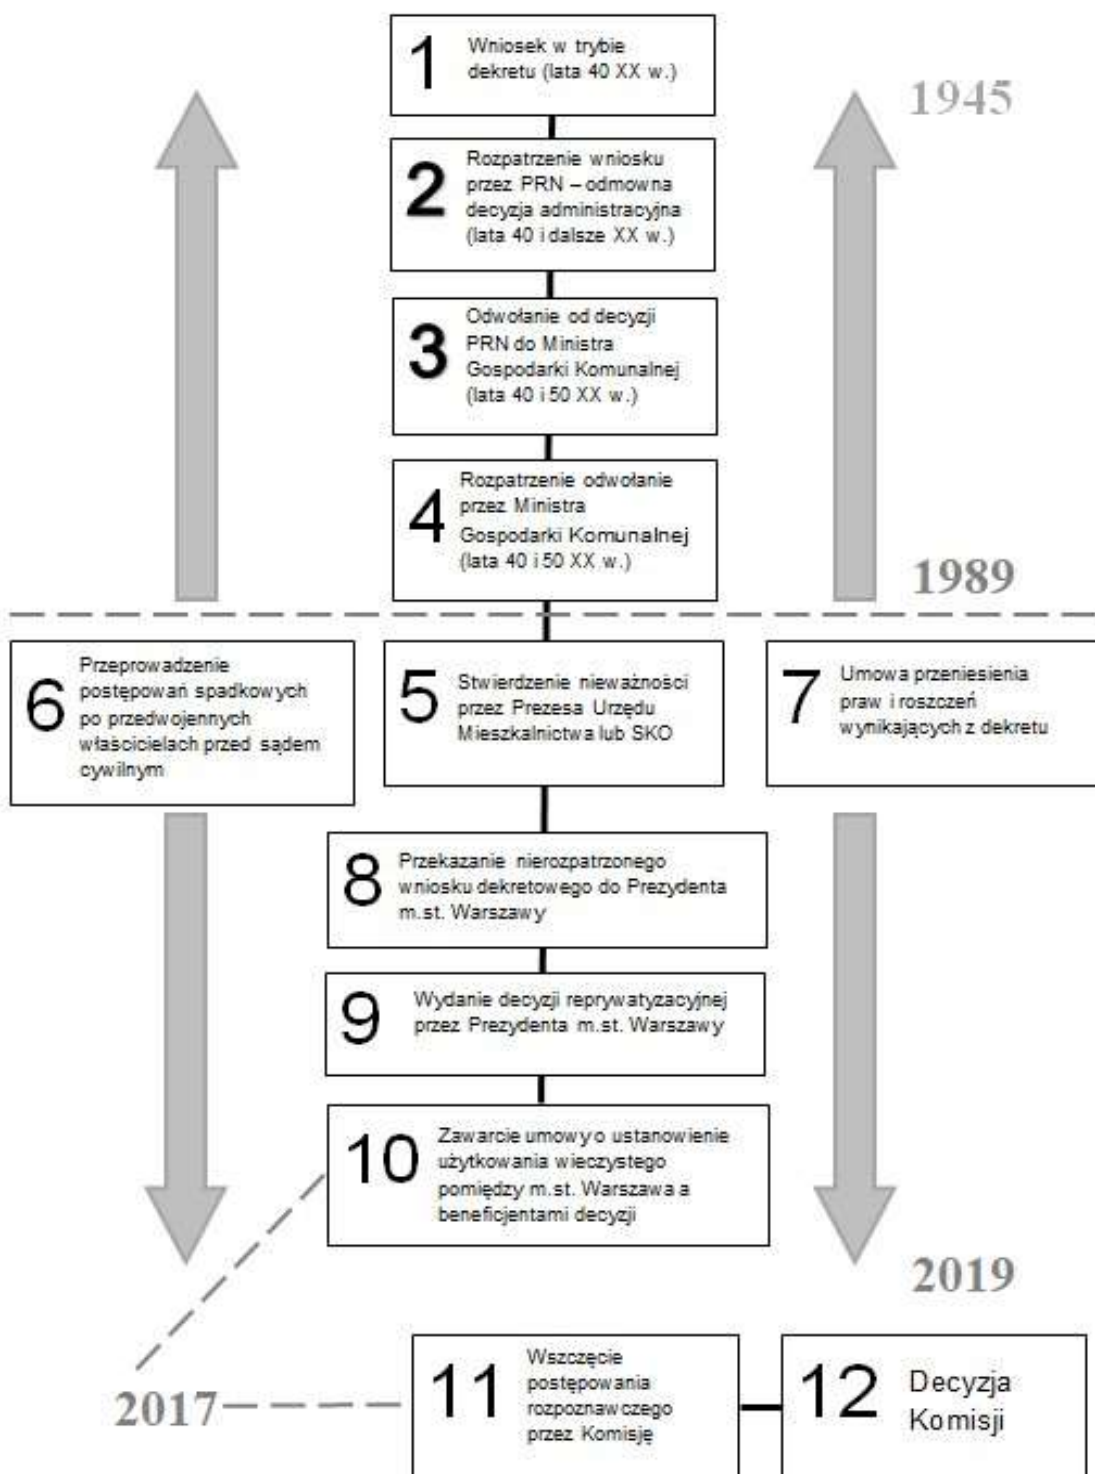 1
Wniosek w trybie
dekretu (lata 40 XX w.)
1945
2
Rozpatrzenie wniosku
przez PRN – odmowna
decyzja administracyjna
(lata 40 i dalsze XX w.)
3
Odwołanie od decyzji
PRN do Ministra
Gospodarki Komunalnej
(lata 40 i 50 XX w.)
4
Rozpatrzenie odwołanie
przez Ministra
Gospodarki Komunalnej
(lata 40 i 50 XX w.)
1989
6
Przeprowadzenie
postępowań spadkowych
po przedwojennych
właścicielach przed sądem
cywilnym
5
Stwierdzenie nieważności
przez Prezesa Urzędu
Mieszkalnictwa lub SKO
7
Umowa przeniesienia
praw i roszczeń
wynikających z dekretu
8
Przekazanie nierozpatrzonego
wniosku dekretowego do Prezydenta
m.st. Warszawy
9
Wydanie decyzji reprywatyzacyjnej
przez Prezydenta m.st. Warszawy
10
Zawarcie umowy o ustanowienie
użytkowania wieczystego
pomiędzy m.st. Warszawa a
beneficjentami decyzji
2019
2017
11
Wszczęcie
postępowania
rozpoznawczego
przez Komisję
12
Decyzja
Komisji